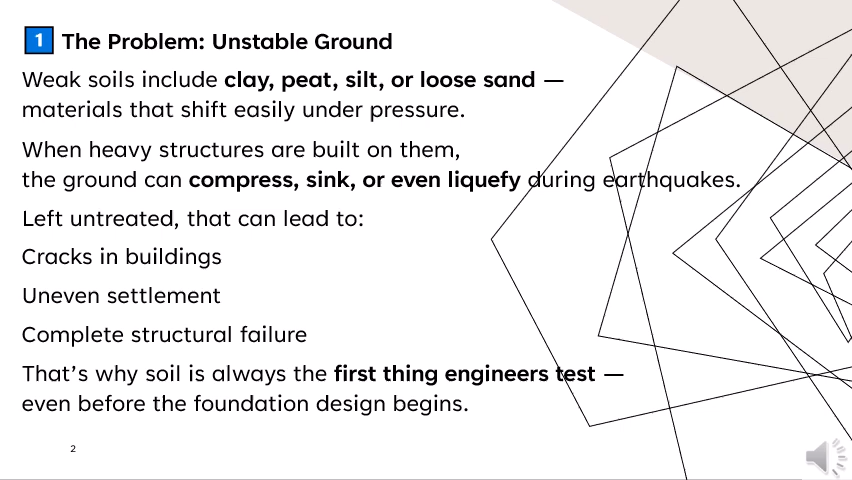 1 The Problem: Unstable Ground
Weak soils include clay, peat, silt, or loose sand —
materials that shift easily under pressure.
When heavy structures are built on them,
the ground can compress, sink, or even liquefy during earthquakes.
Left untreated, that can lead to:
Cracks in buildings
Uneven settlement
Complete structural failure
That’s why soil is always the first thing engineers test —
even before the foundation design begins.
2